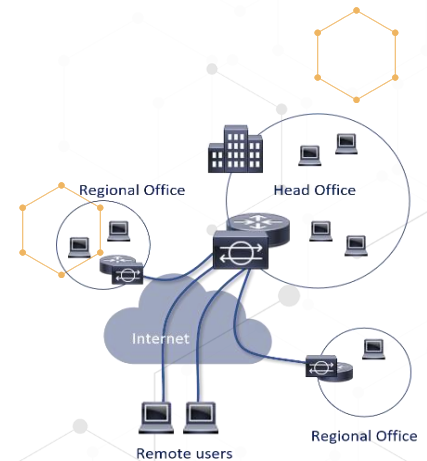 Regional Office
Head Office
Internet
Regional Office
Remote users